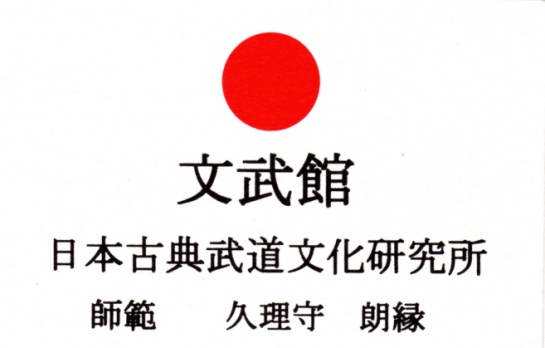 文武館
日本古典武道文化研究所
師範　　久理守　朗縁